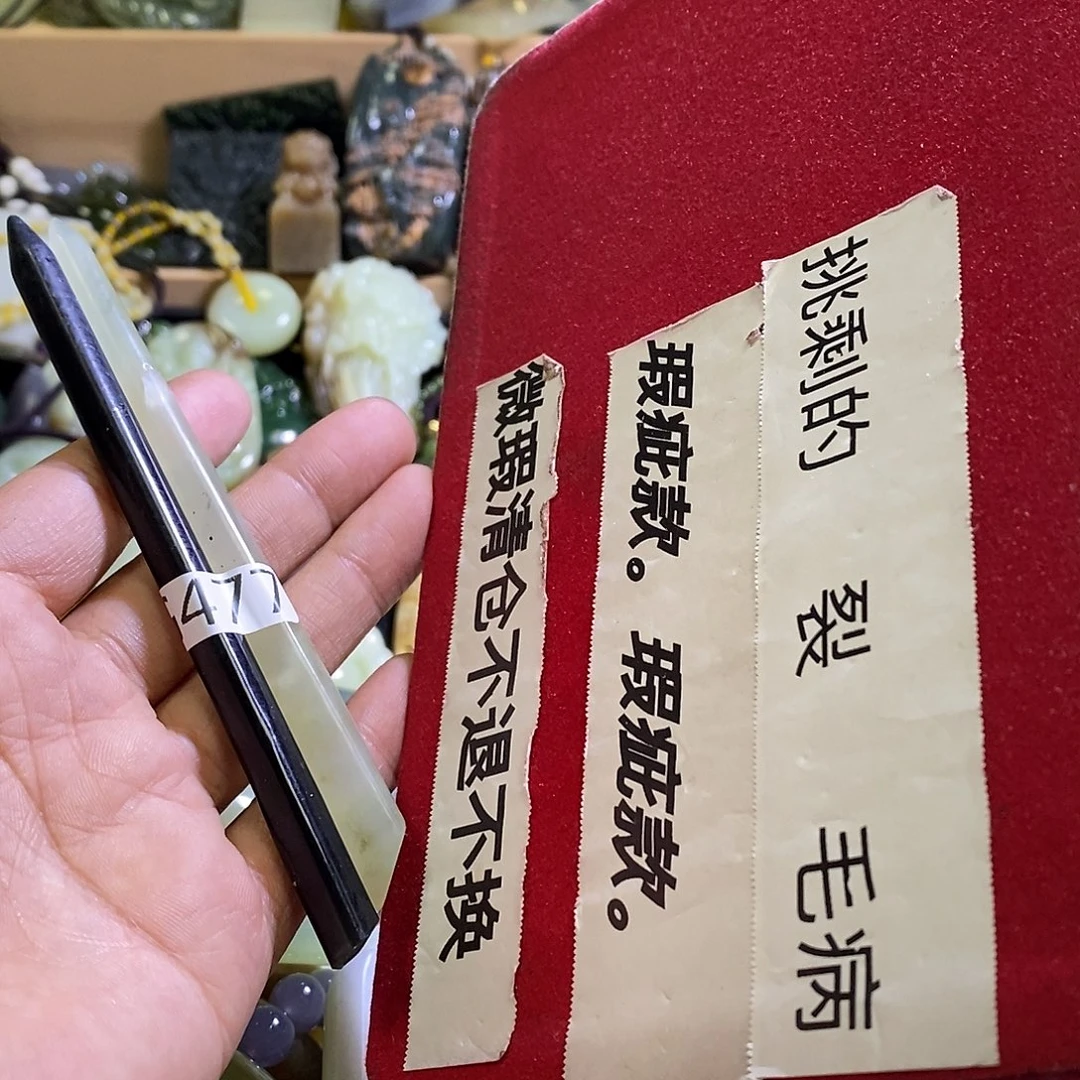 挑剩的 裂 毛病
瑕疵款。 瑕疵款。
微瑕清仓不退不换
477